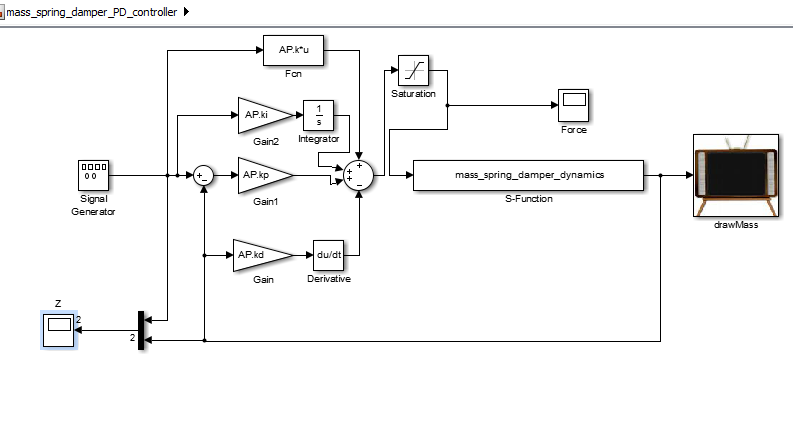 mass_spring_damper_PD_controller
AP.k*u
Fcn
Saturation
AP.ki
Gain2
1
s
Integrator
Force
Signal
Generator
+
-
AP.kp
Gain1
+
+
+
-
mass_spring_damper_dynamics
S-Function
drawMass
AP.kd
Gain
du/dt
Derivative
Z
2
2